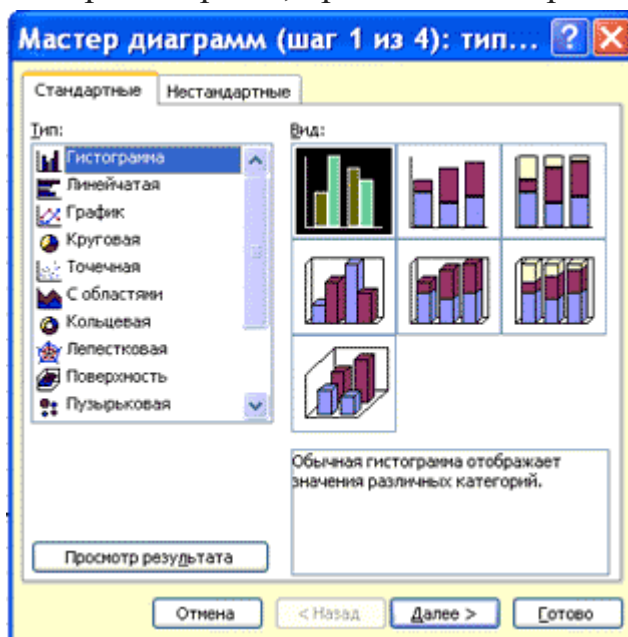 Мастер диаграмм (шаг 1 из 4): тип...
Стандартные Нестандартные
Тип:
Гистограмма
Линейчатая
График
Круговая
Точечная
С областями
Кольцевая
Лепестковая
Поверхность
Пузырьковая
Вид:
Обычная гистограмма отображает
значения различных категорий.
Просмотр результата
Отмена < Назад Далее > Готово